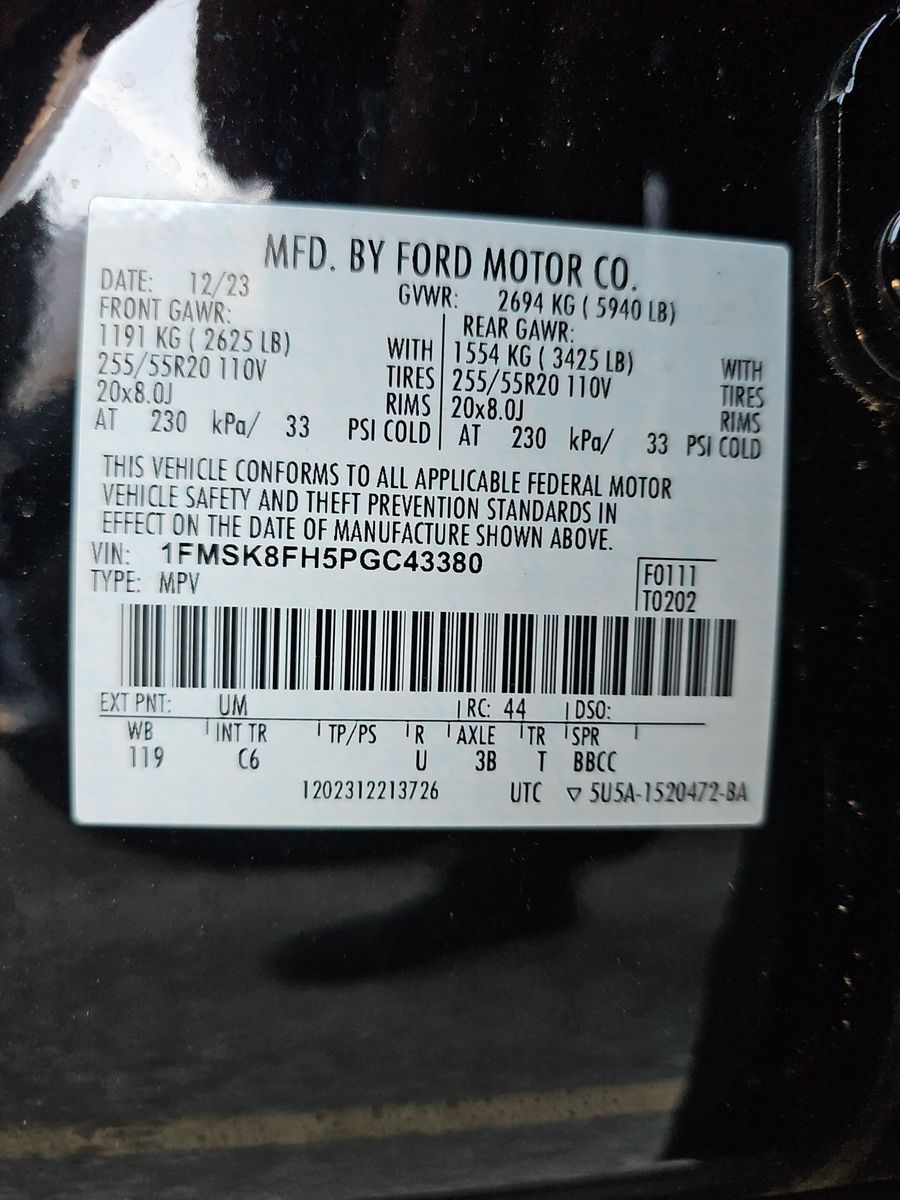 MFD. BY FORD MOTOR CO.
DATE: 12/23 GVWR: 2694 KG ( 5940 LB)
FRONT GAWR: REAR GAWR:
1191 KG ( 2625 LB) WITH 1554 KG ( 3425 LB) WITH
255/55R20 110V TIRES 255/55R20 110V TIRES
20x8.0J RIMS 20x8.0J RIMS
AT 230 kPa/ 33 PSI COLD AT 230 kPa/ 33 PSI COLD
THIS VEHICLE CONFORMS TO ALL APPLICABLE FEDERAL MOTOR
VEHICLE SAFETY AND THEFT PREVENTION STANDARDS IN
EFFECT ON THE DATE OF MANUFACTURE SHOWN ABOVE.
VIN: 1FMSK8FH5PGC43380
TYPE: MPV
F0111
T0202
EXT PNT: UM RC: 44 DSO:
WB INT TR TP/PS R AXLE TR SPR
119 C6 U 3B T BBCC
1202312213726 UTC ▽ 5U5A-1520472-BA